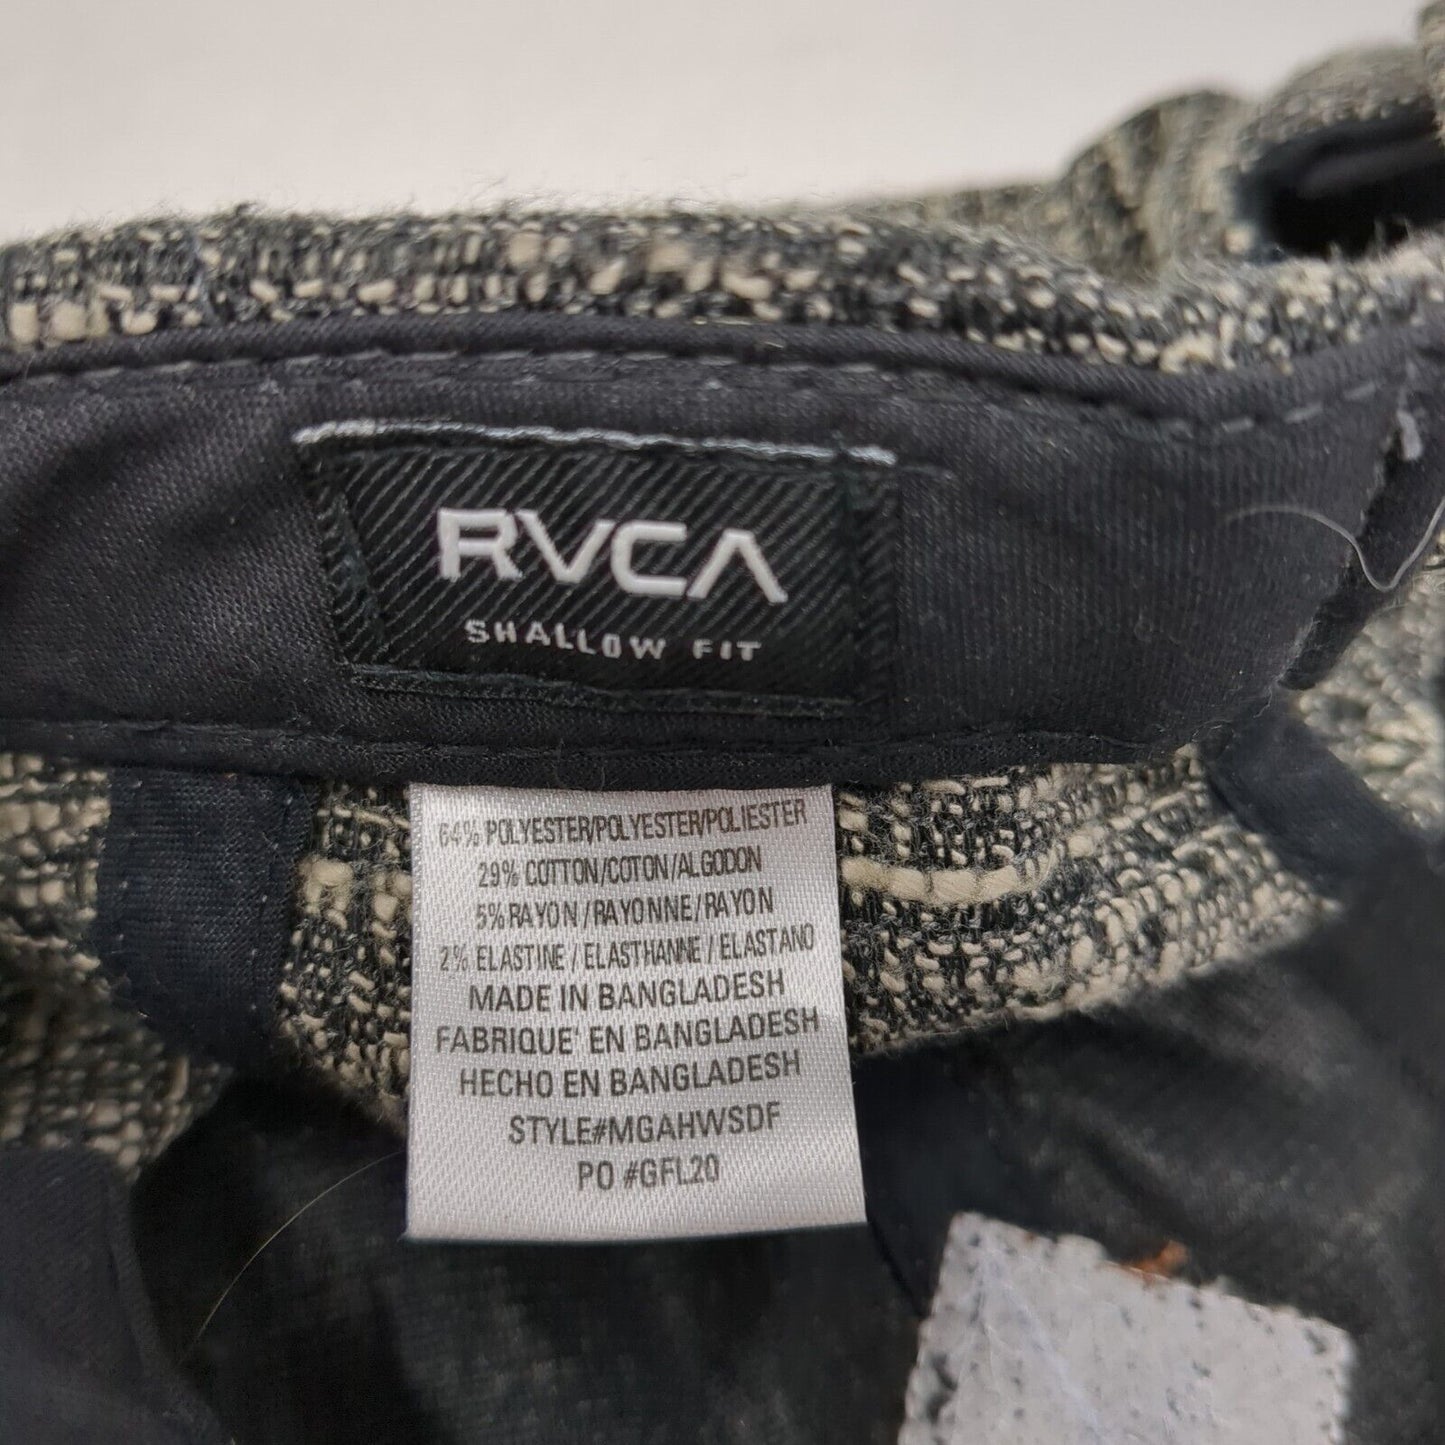 RVCA
SHALLOW FIT
64% POLYESTER/POLYESTER/POLIESTER
29% COTTON/COTON/ALGODON
5% RAYON/RAYONNE/RAYON
2% ELASTINE/ELASTHANNE/ELASTANO
MADE IN BANGLADESH
FABRIQUE' EN BANGLADESH
HECHO EN BANGLADESH
STYLE#MGAHWSDF
PO #GFL20